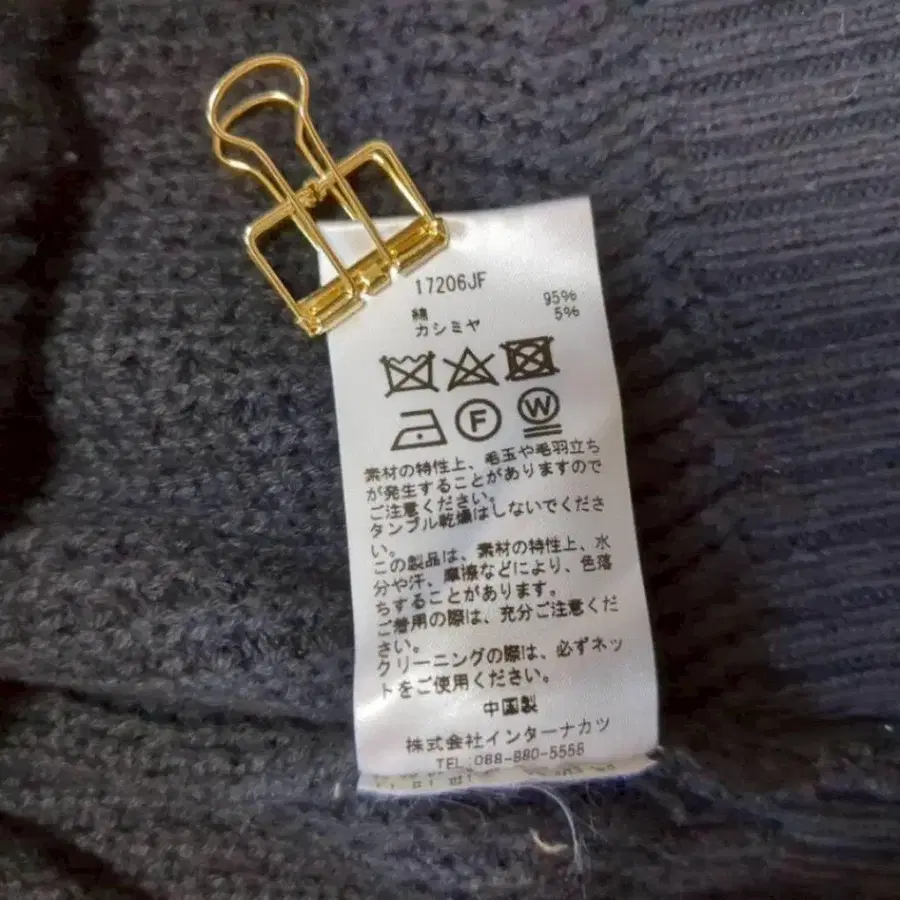 17206JF
綿 95%
カシミヤ 5%
F W
素材の特性上、毛玉や毛羽立ち
が発生することがありますので
ご注意ください。
タンブル乾燥はしないでくださ
い。
この製品は、素材の特性上、水
分や汗、摩擦などにより、色落
ちすることがあります。
ご着用の際は、充分ご注意くだ
さい。
クリーニングの際は、必ずネッ
トをご使用ください。
中国製
株式会社インターナカツ
TEL:088-880-5558